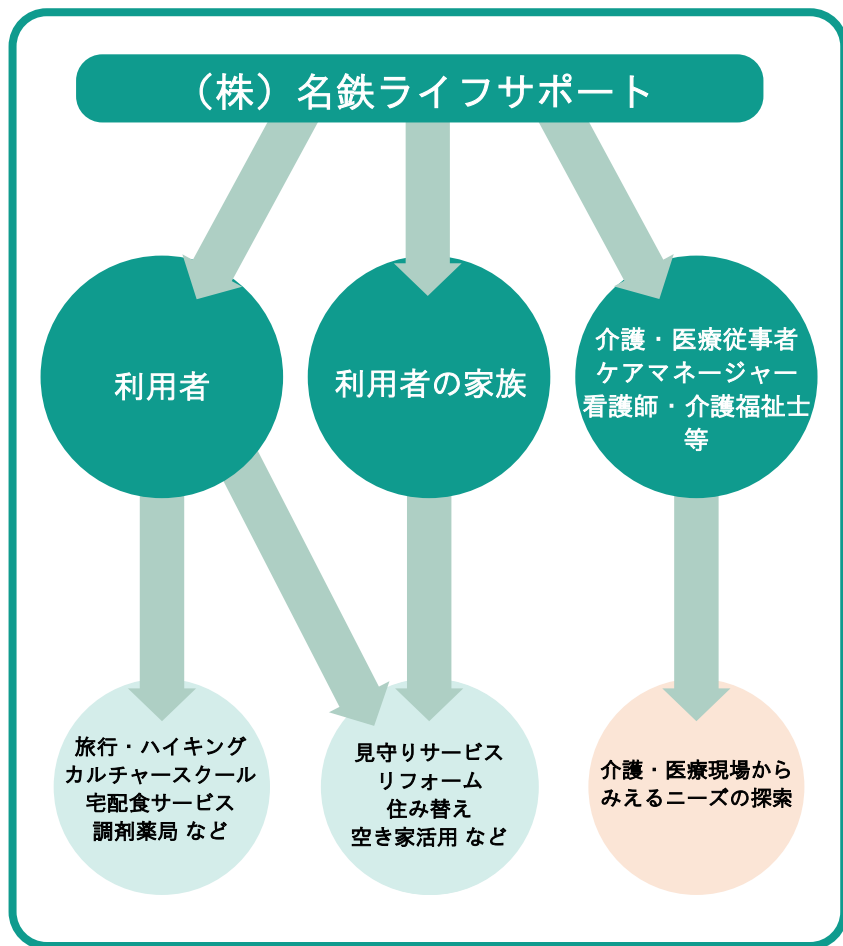 （株）名鉄ライフサポート
利用者
利用者の家族
介護・医療従事者
ケアマネージャー
看護師・介護福祉士
等
旅行・ハイキング
カルチャースクール
宅配食サービス
調剤薬局 など
見守りサービス
リフォーム
住み替え
空き家活用 など
介護・医療現場から
みえるニーズの探索